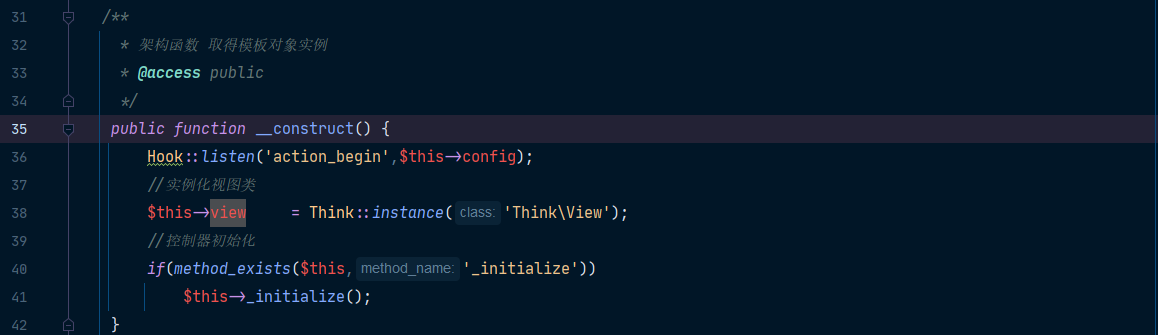 31 /**
32 * 架构函数 取得模板对象实例
33 * @access public
34 */
35 public function __construct() {
36 Hook::listen('action_begin',$this->config);
37 //实例化视图类
38 $this->view = Think::instance( class: 'Think\View');
39 //控制器初始化
40 if(method_exists($this, method_name: '_initialize'))
41 $this->_initialize();
42 }